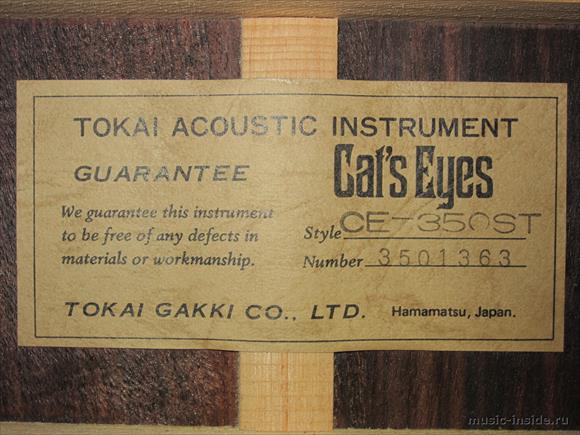 TOKAI ACOUSTIC INSTRUMENT
GUARANTEE
Cat's Eyes
We guarantee this instrument
to be free of any defects in
materials or workmanship.
Style CE-350ST
Number 3501363
TOKAI GAKKI CO., LTD. Hamamatsu, Japan.
music-inside.ru